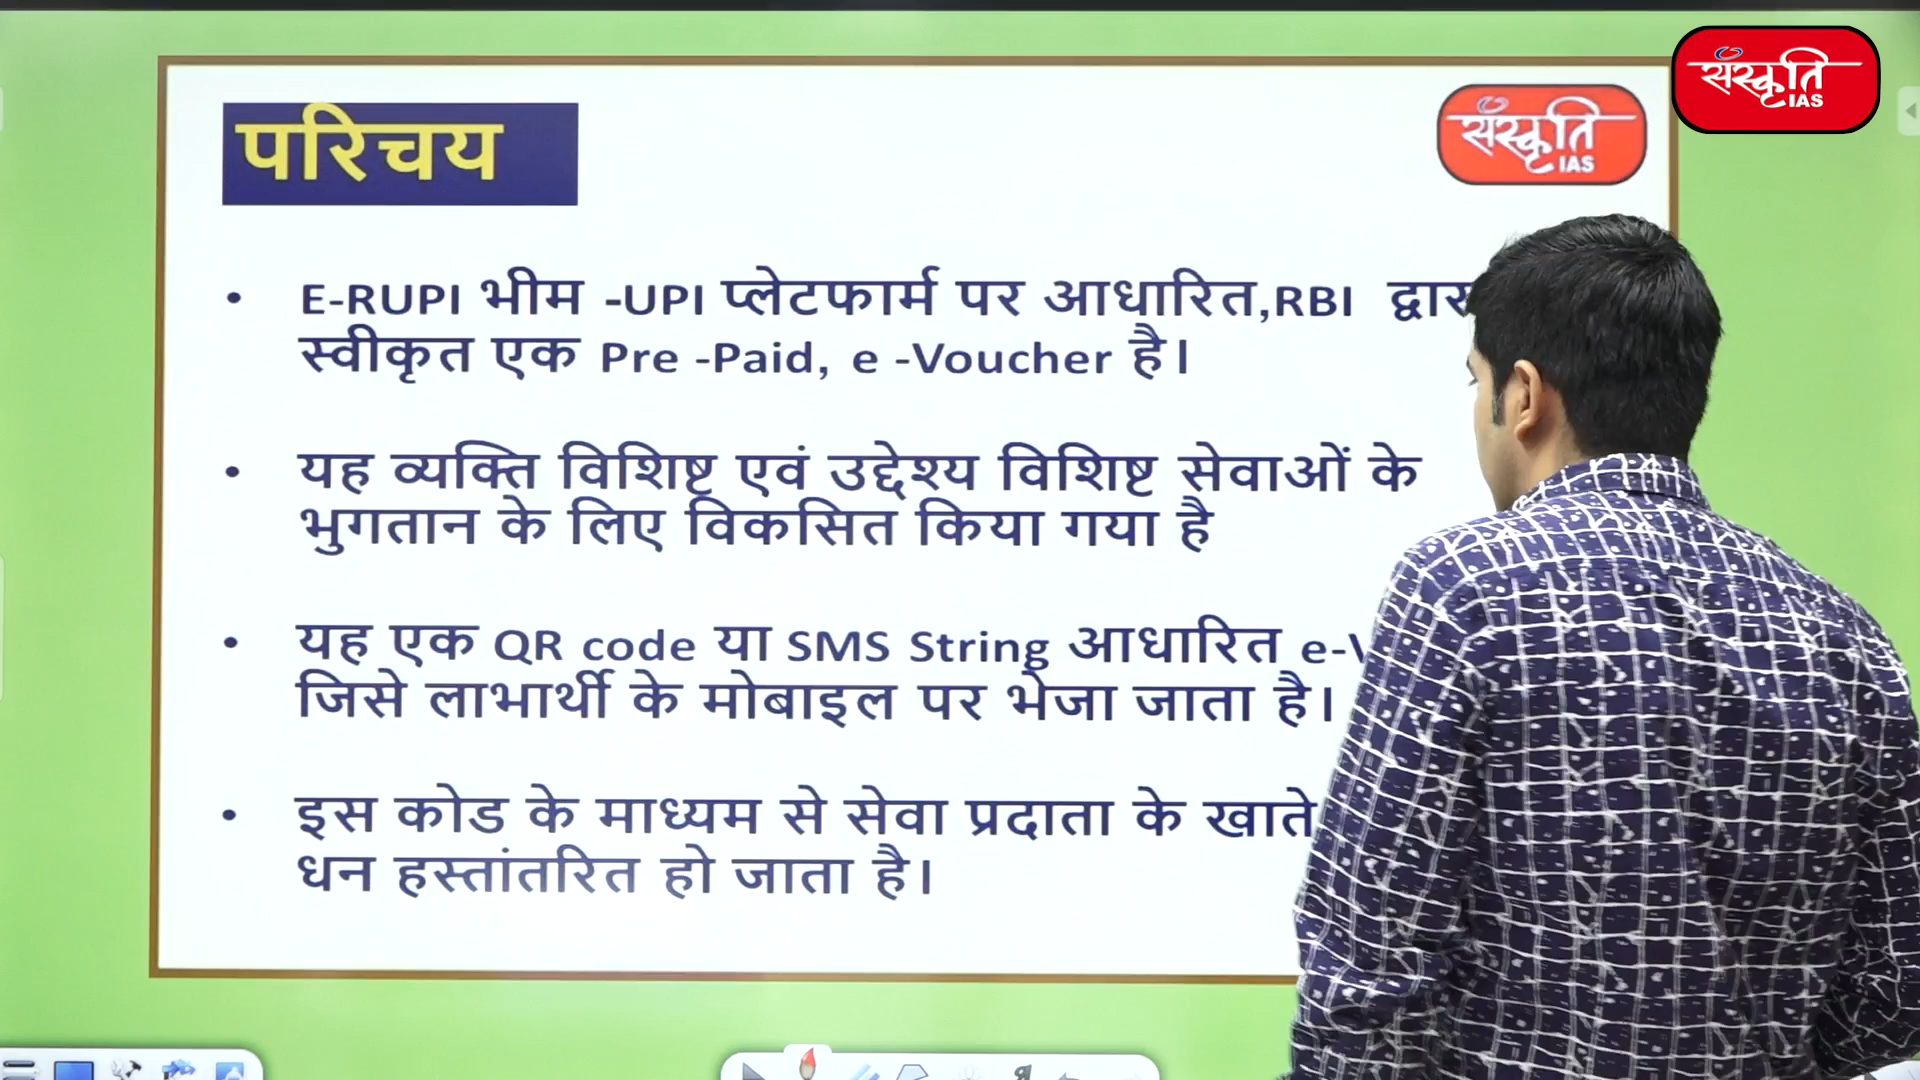 संस्कृति
IAS
परिचय
संस्कृति
IAS
• E-RUPI भीम -UPI प्लेटफार्म पर आधारित,RBI
स्वीकृत एक Pre -Paid, e -Voucher है।
• यह व्यक्ति विशिष्ट एवं उद्देश्य विशिष्ट सेवाओं के
भुगतान के लिए विकसित किया गया है
• यह एक QR code या SMS String आधारित
जिसे लाभार्थी के मोबाइल पर भेजा जाता है।
• इस कोड के माध्यम से सेवा प्रदाता के खाते
धन हस्तांतरित हो जाता है।